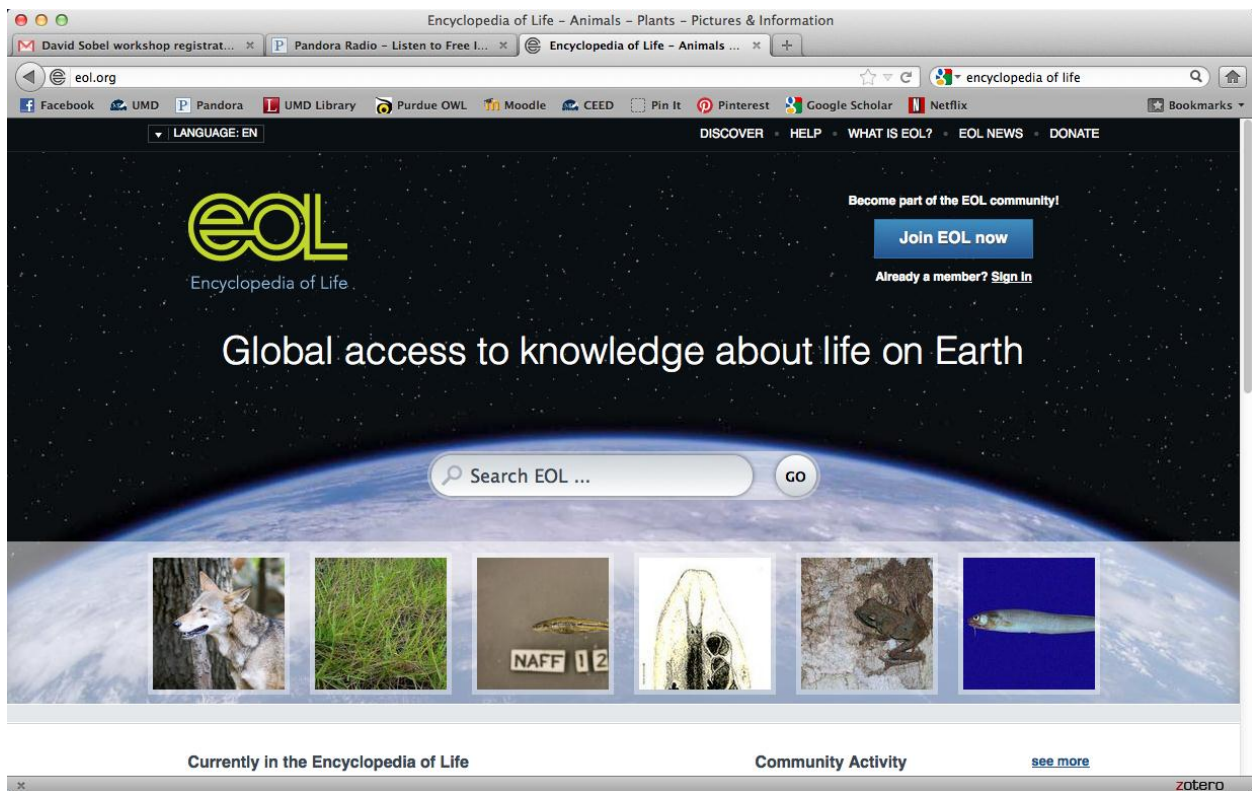 Encyclopedia of Life – Animals – Plants – Pictures & Information
David Sobel workshop registrat... × Pandora Radio – Listen to Free I... × Encyclopedia of Life – Animals ... × +
eol.org encyclopedia of life
Facebook UMD Pandora UMD Library Purdue OWL Moodle CEED Pin It Pinterest Google Scholar Netflix Bookmarks
LANGUAGE: EN DISCOVER HELP WHAT IS EOL? EOL NEWS DONATE
Become part of the EOL community!
eol
Join EOL now
Encyclopedia of Life
Already a member? Sign In
Global access to knowledge about life on Earth
Search EOL ... GO
NAFF 12
Currently in the Encyclopedia of Life Community Activity see more
× zotero